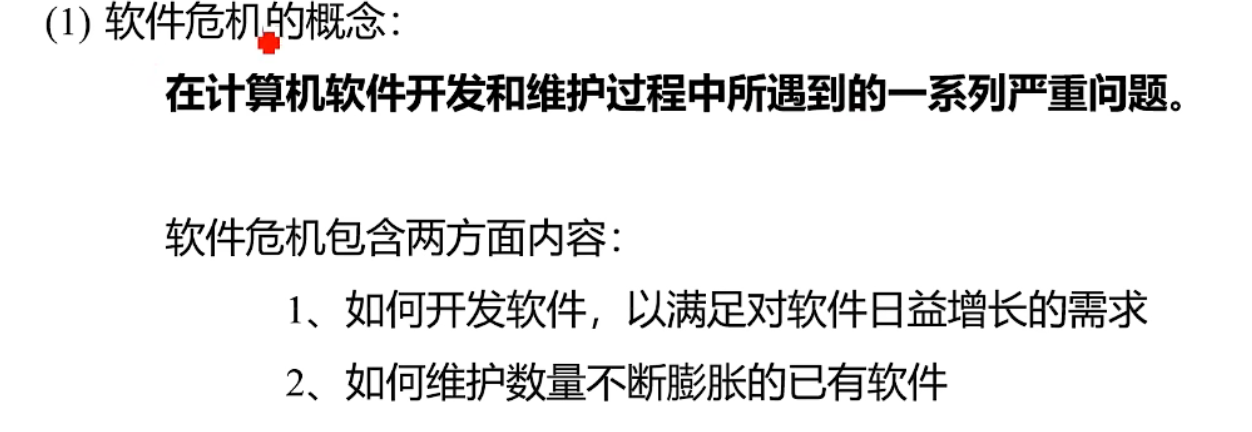 (1) 软件危机的概念：
在计算机软件开发和维护过程中所遇到的一系列严重问题。
软件危机包含两方面内容：
1、如何开发软件，以满足对软件日益增长的需求
2、如何维护数量不断膨胀的已有软件